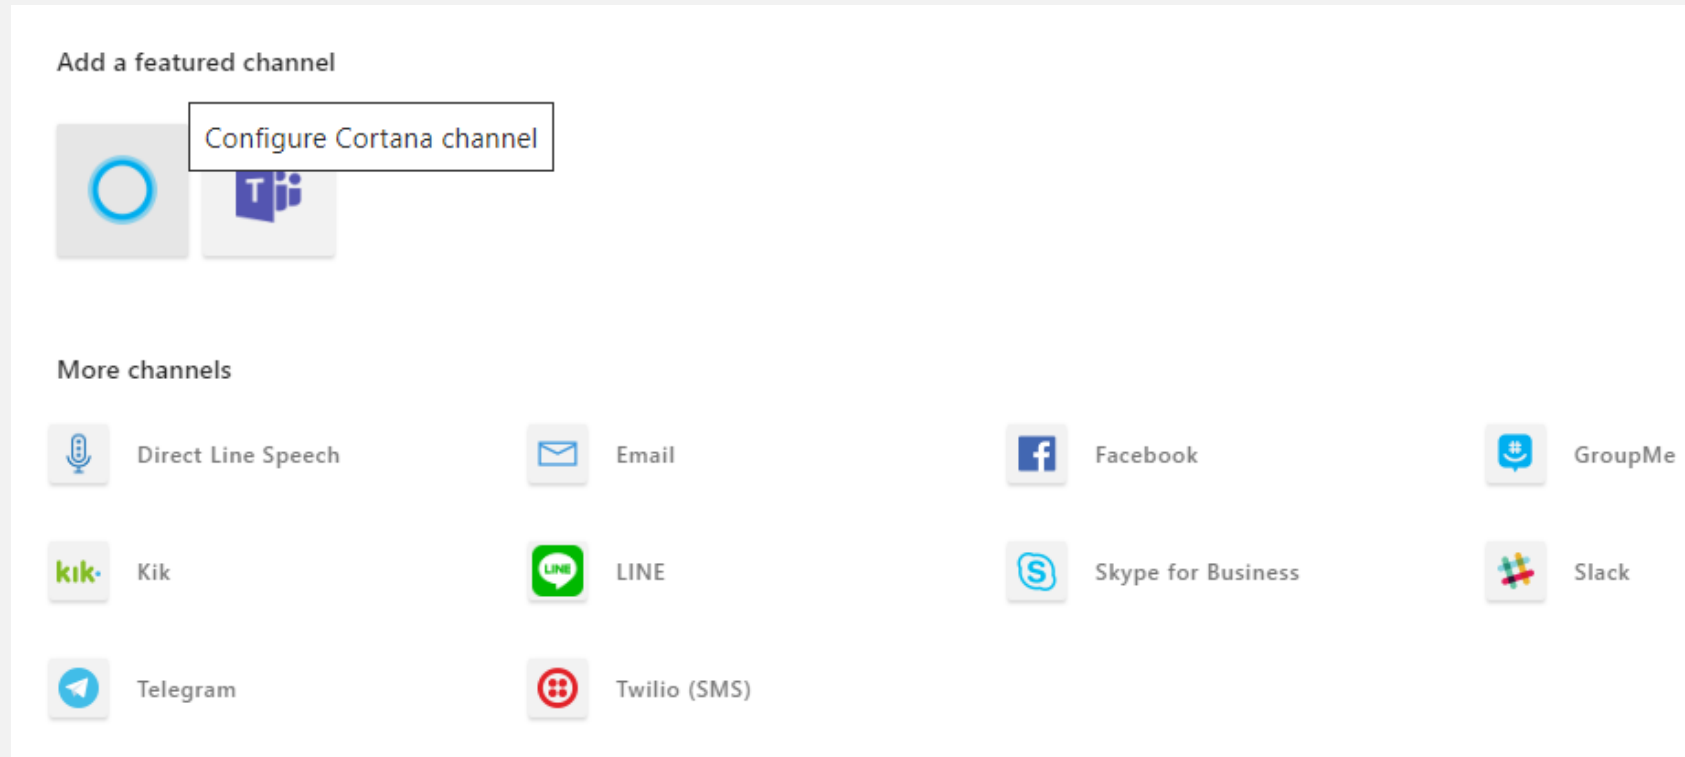 Add a featured channel
Configure Cortana channel
T
More channels
Direct Line Speech
Email
Facebook
GroupMe
kik
Kik
LINE
LINE
Skype for Business
Slack
Telegram
Twilio (SMS)